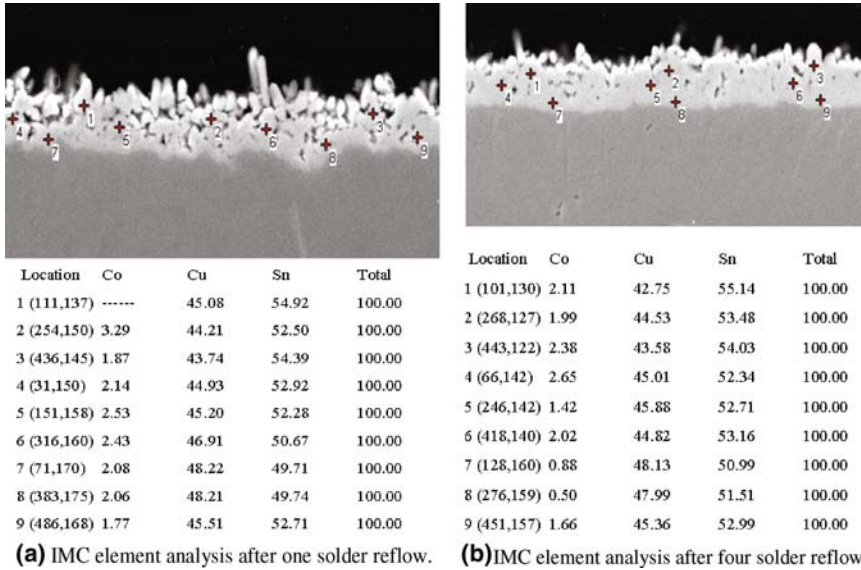 1
2
3
4
5
6
7
8
9
Location Co Cu Sn Total
1 (111,137) ------ 45.08 54.92 100.00
2 (254,150) 3.29 44.21 52.50 100.00
3 (436,145) 1.87 43.74 54.39 100.00
4 (31,150) 2.14 44.93 52.92 100.00
5 (151,158) 2.53 45.20 52.28 100.00
6 (316,160) 2.43 46.91 50.67 100.00
7 (71,170) 2.08 48.22 49.71 100.00
8 (383,175) 2.06 48.21 49.74 100.00
9 (486,168) 1.77 45.51 52.71 100.00
(a) IMC element analysis after one solder reflow.
1
2
3
4
5
6
7
8
9
Location Co Cu Sn Total
1 (101,130) 2.11 42.75 55.14 100.00
2 (268,127) 1.99 44.53 53.48 100.00
3 (443,122) 2.38 43.58 54.03 100.00
4 (66,142) 2.65 45.01 52.34 100.00
5 (246,142) 1.42 45.88 52.71 100.00
6 (418,140) 2.02 44.82 53.16 100.00
7 (128,160) 0.88 48.13 50.99 100.00
8 (276,159) 0.50 47.99 51.51 100.00
9 (451,157) 1.66 45.36 52.99 100.00
(b) IMC element analysis after four solder reflow